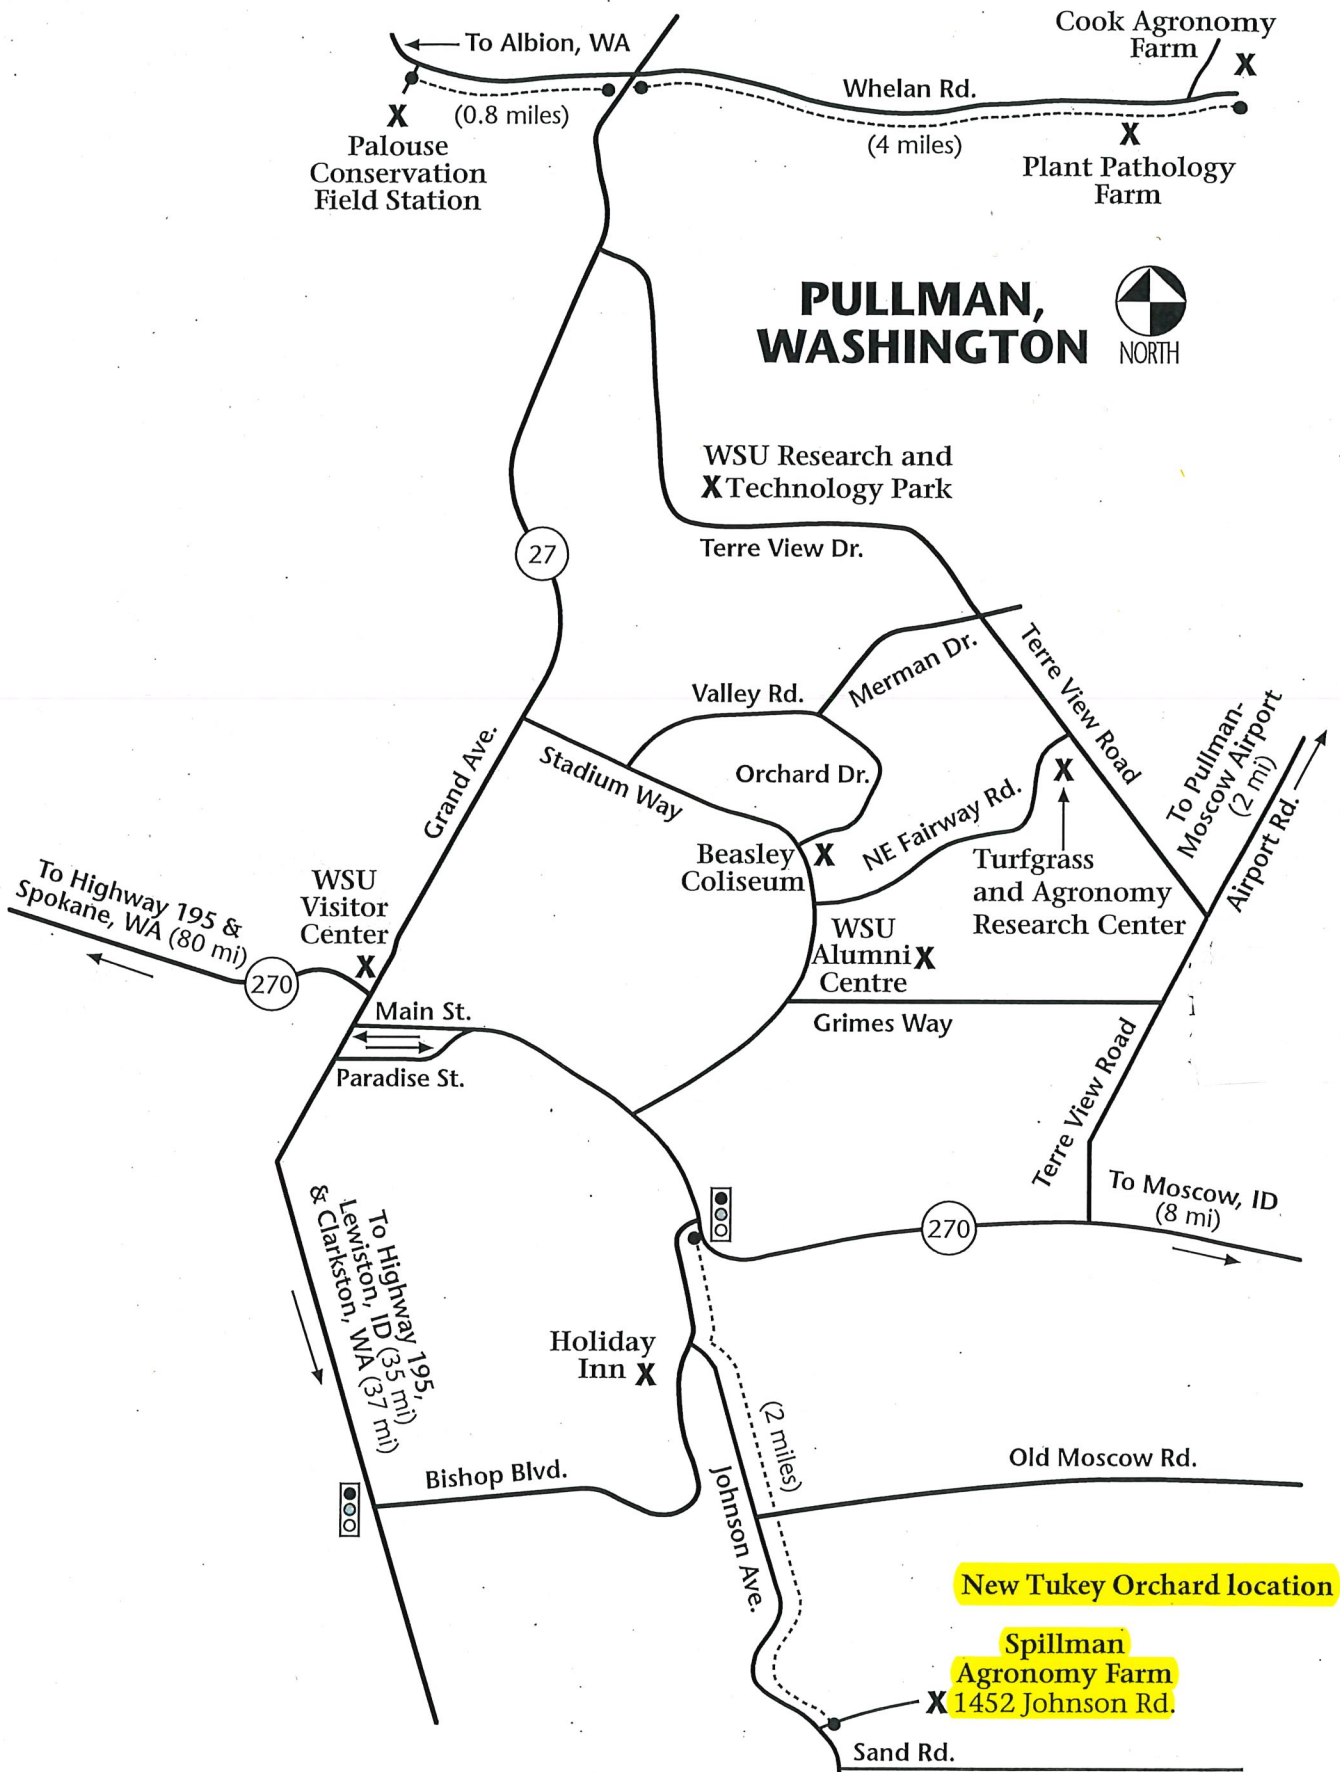 To Albion, WA
Cook Agronomy
Farm
X
Whelan Rd.
(0.8 miles)
(4 miles)
X
Palouse
Conservation
Field Station
X
Plant Pathology
Farm
PULLMAN,
WASHINGTON
NORTH
WSU Research and
X Technology Park
Terre View Dr.
27
Merman Dr.
Terre View Road
Valley Rd.
Orchard Dr.
Stadium Way
Grand Ave.
NE Fairway Rd.
X
To Pullman-
Moscow Airport
(2 mi)
Airport Rd.
Beasley X
Coliseum
Turfgrass
and Agronomy
Research Center
To Highway 195 &
Spokane, WA (80 mi)
270
WSU
Visitor
Center
X
WSU
Alumni X
Centre
Main St.
Grimes Way
Paradise St.
Terre View Road
To Highway 195,
Lewiston, ID (35 mi)
& Clarkston, WA (37 mi)
270
To Moscow, ID
(8 mi)
Holiday
Inn X
(2 miles)
Bishop Blvd.
Old Moscow Rd.
Johnson Ave.
New Tukey Orchard location
Spillman
Agronomy Farm
X 1452 Johnson Rd.
Sand Rd.